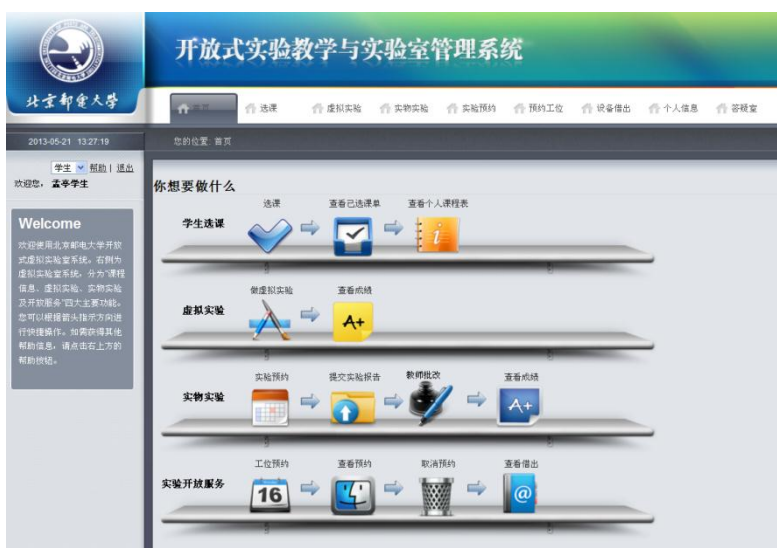 开放式实验教学与实验室管理系统
北京邮电大学
首页 选课 虚拟实验 实物实验 实验预约 预约工位 设备借出 个人信息 答疑室
2013-05-21 13:27:19
您的位置: 首页
学生 帮助 | 退出
欢迎您, 孟亭学生
你想要做什么
Welcome
欢迎使用北京邮电大学开放
式虚拟实验室系统。右侧为
虚拟实验室系统，分为"课程
信息、虚拟实验、实物实验
及开放服务"四大主要功能。
您可以根据箭头指示方向进
行快捷操作。如需获得其他
帮助信息，请点击右上方的
帮助按钮。
选课 查看已选课单 查看个人课程表
学生选课
做虚拟实验 查看成绩
虚拟实验
A+
实验预约 提交实验报告 教师批改 查看成绩
实物实验
A+
工位预约 查看预约 取消预约 查看借出
实验开放服务
16
@